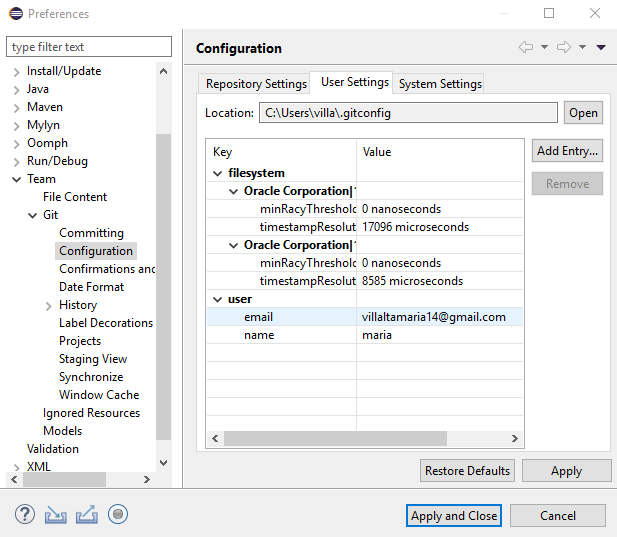 Preferences
type filter text
Install/Update
Java
Maven
Mylyn
Oomph
Run/Debug
Team
File Content
Git
Committing
Configuration
Confirmations and
Date Format
History
Label Decorations
Projects
Staging View
Synchronize
Window Cache
Ignored Resources
Models
Validation
XML
Configuration
Repository Settings User Settings System Settings
Location: C:\Users\villa\.gitconfig Open
Key Value
Add Entry...
Remove
filesystem
Oracle Corporation|
minRacyThreshold 0 nanoseconds
timestampResolut 17096 microseconds
Oracle Corporation|
minRacyThreshold 0 nanoseconds
timestampResolut 8585 microseconds
user
email villaltamaria14@gmail.com
name maria
Restore Defaults Apply
? Apply and Close Cancel